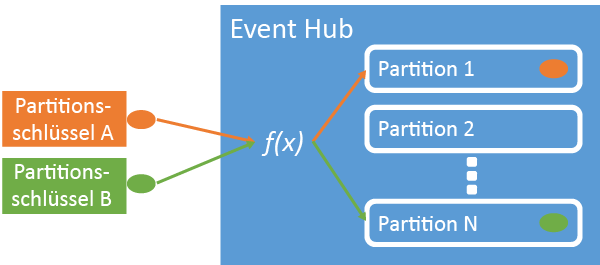 Event Hub
Partition 1
Partitions-
schlüssel A
Partition 2
f(x)
Partitions-
schlüssel B
Partition N